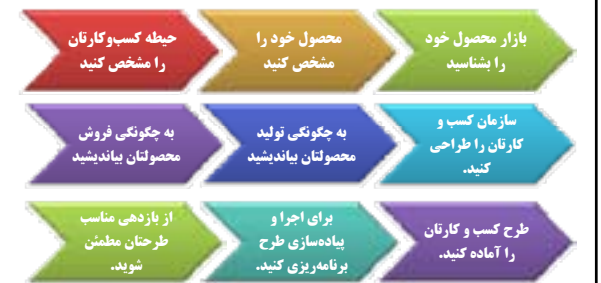 حیطه کسب‌وکارتان
را مشخص کنید
محصول خود را
مشخص کنید
بازار محصول خود
را بشناسید
به چگونگی فروش
محصولتان بیاندیشید
به چگونگی تولید
محصولتان بیاندیشید
سازمان کسب و
کارتان را طراحی
کنید.
از بازدهی مناسب
طرحتان مطمئن
شوید.
برای اجرا و
پیاده‌سازی طرح
برنامه‌ریزی کنید.
طرح کسب و کارتان
را آماده کنید.